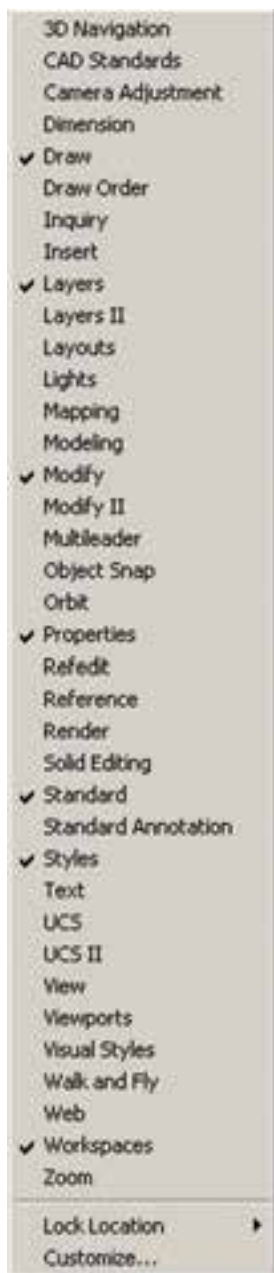 3D Navigation
CAD Standards
Camera Adjustment
Dimension
Draw
Draw Order
Inquiry
Insert
Layers
Layers II
Layouts
Lights
Mapping
Modeling
Modify
Modify II
Multileader
Object Snap
Orbit
Properties
Refedit
Reference
Render
Solid Editing
Standard
Standard Annotation
Styles
Text
UCS
UCS II
View
Viewports
Visual Styles
Walk and Fly
Web
Workspaces
Zoom
Lock Location
Customize...